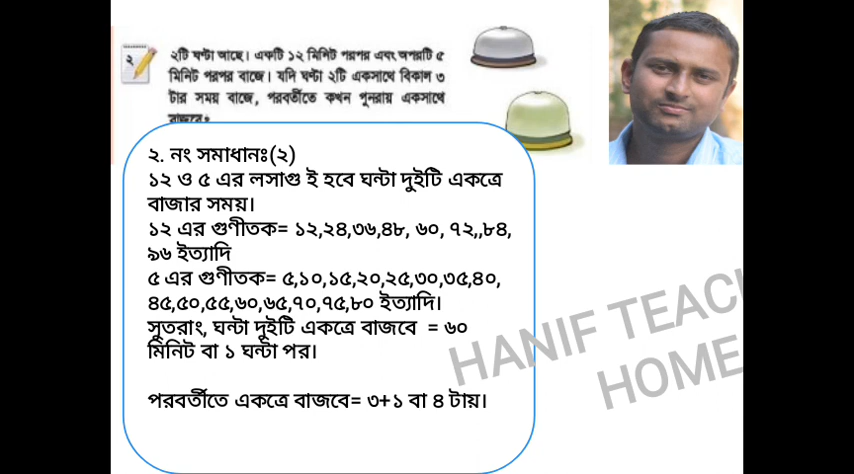 ২
২টি ঘণ্টা আছে। একটি ১২ মিনিট পরপর এবং অপরটি ৫
মিনিট পরপর বাজে। যদি ঘণ্টা ২টি একসাথে বিকাল ৩
টার সময় বাজে, পরবর্তীতে কখন পুনরায় একসাথে
বাজবে?
২. নং সমাধানঃ(২)
১২ ও ৫ এর লসাগু ই হবে ঘন্টা দুইটি একত্রে
বাজার সময়।
১২ এর গুণীতক= ১২,২৪,৩৬,৪৮, ৬০, ৭২,,৮৪,
৯৬ ইত্যাদি
৫ এর গুণীতক= ৫,১০,১৫,২০,২৫,৩০,৩৫,৪০,
৪৫,৫০,৫৫,৬০,৬৫,৭০,৭৫,৮০ ইত্যাদি।
সুতরাং, ঘন্টা দুইটি একত্রে বাজবে = ৬০
মিনিট বা ১ ঘন্টা পর।
পরবর্তীতে একত্রে বাজবে= ৩+১ বা ৪ টায়।
HANIF TEACH
HOME